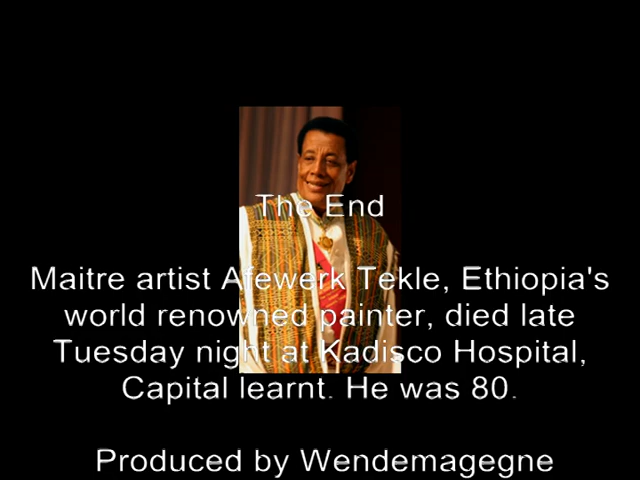 The End
Maitre artist Afewerk Tekle, Ethiopia's
world renowned painter, died late
Tuesday night at Kadisco Hospital,
Capital learnt. He was 80.
Produced by Wendemagegne